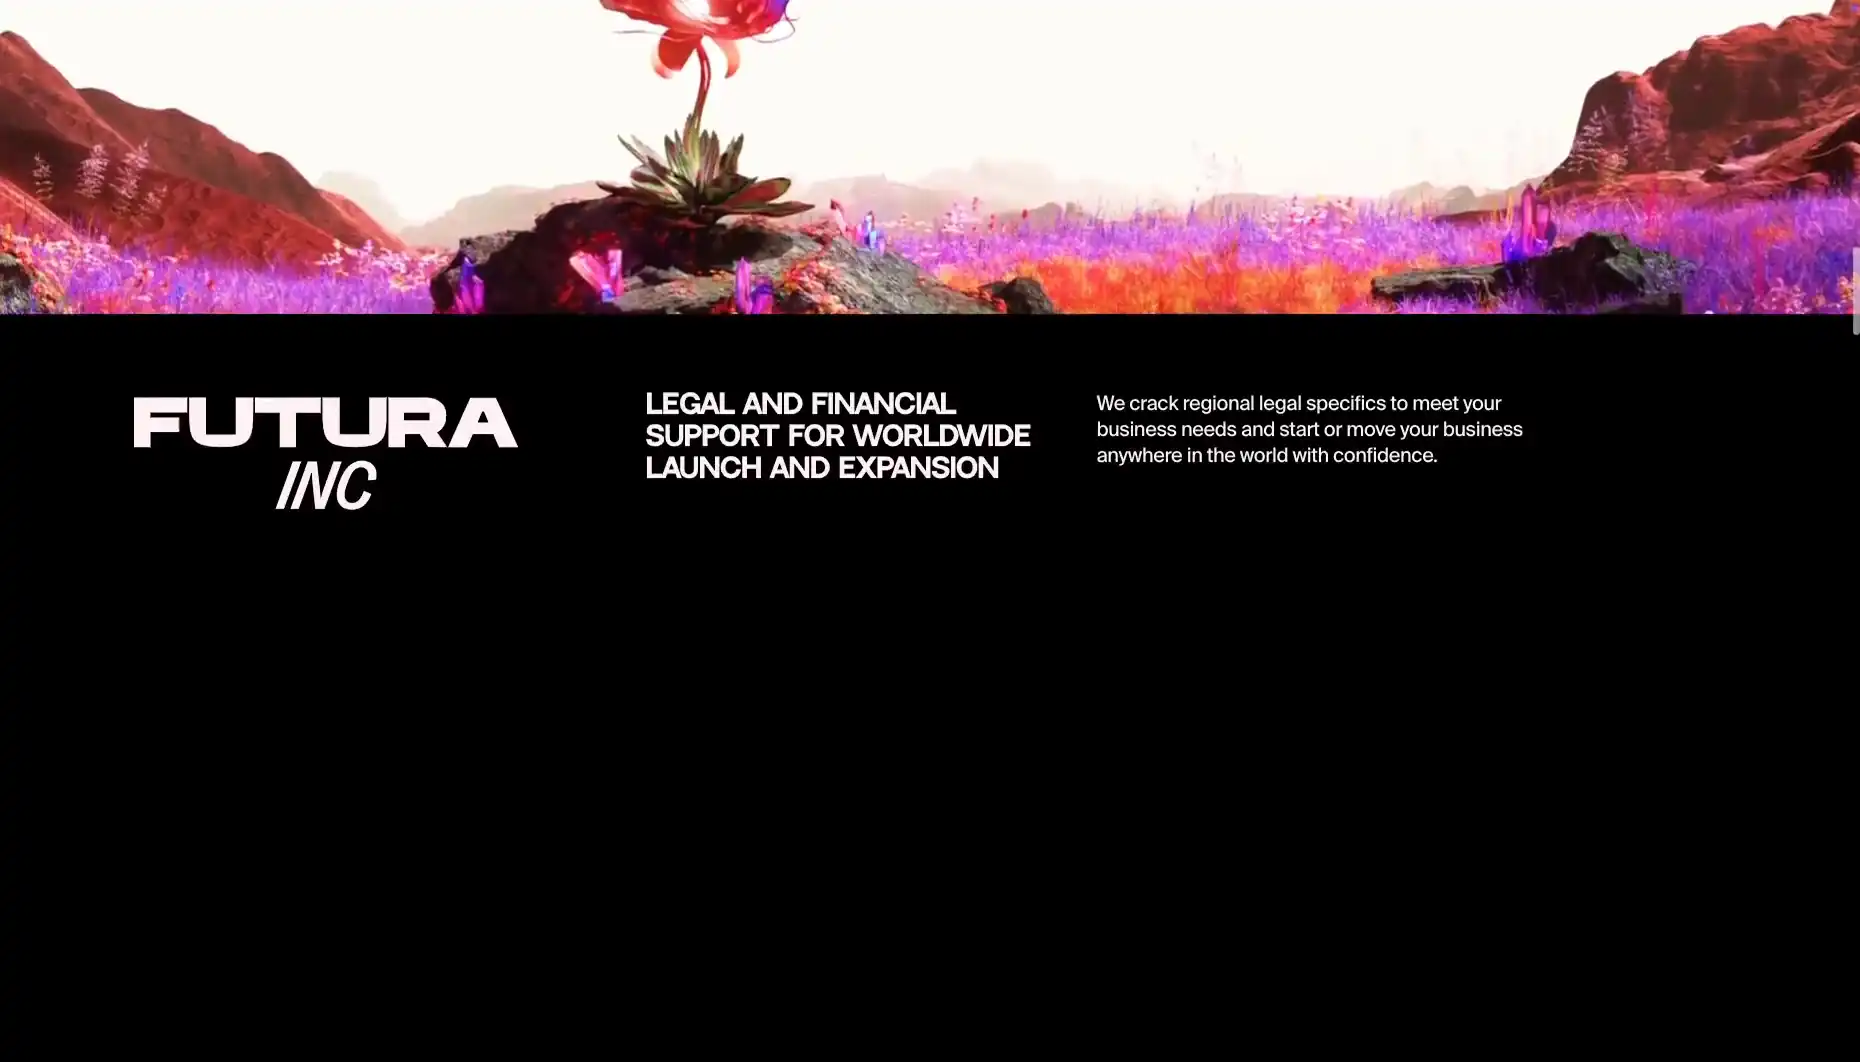 FUTURA
INC
LEGAL AND FINANCIAL
SUPPORT FOR WORLDWIDE
LAUNCH AND EXPANSION
We crack regional legal specifics to meet your
business needs and start or move your business
anywhere in the world with confidence.